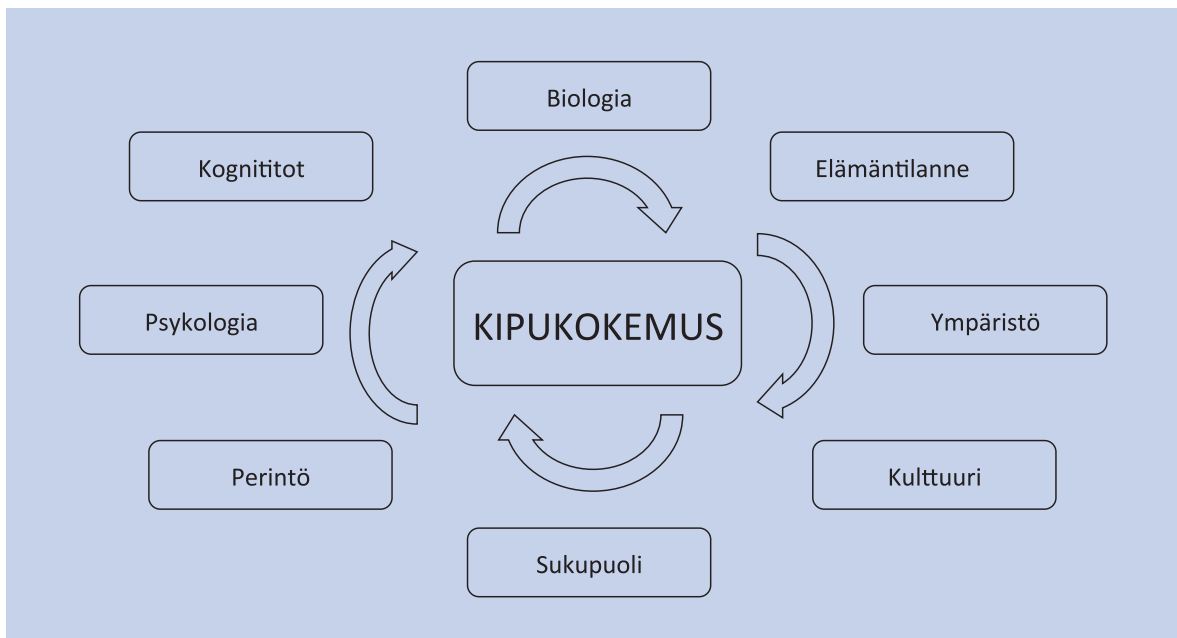 Biologia
Kognititot
Elämäntilanne
Psykologia
KIPUKOKEMUS
Ympäristö
Perintö
Kulttuuri
Sukupuoli